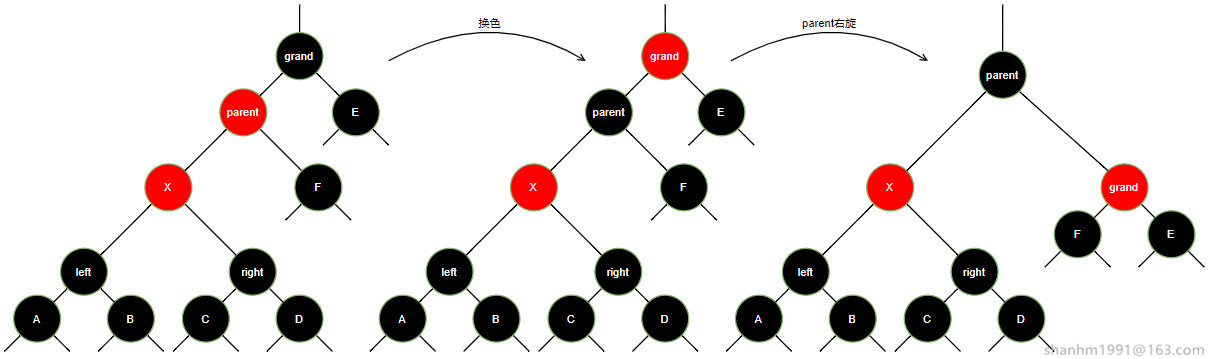 换色
parent右旋
grand
parent
E
X
F
left
right
A
B
C
D
grand
parent
E
X
F
left
right
A
B
C
D
parent
X
grand
F
E
left
right
A
B
C
D
shanhm1991@163.com